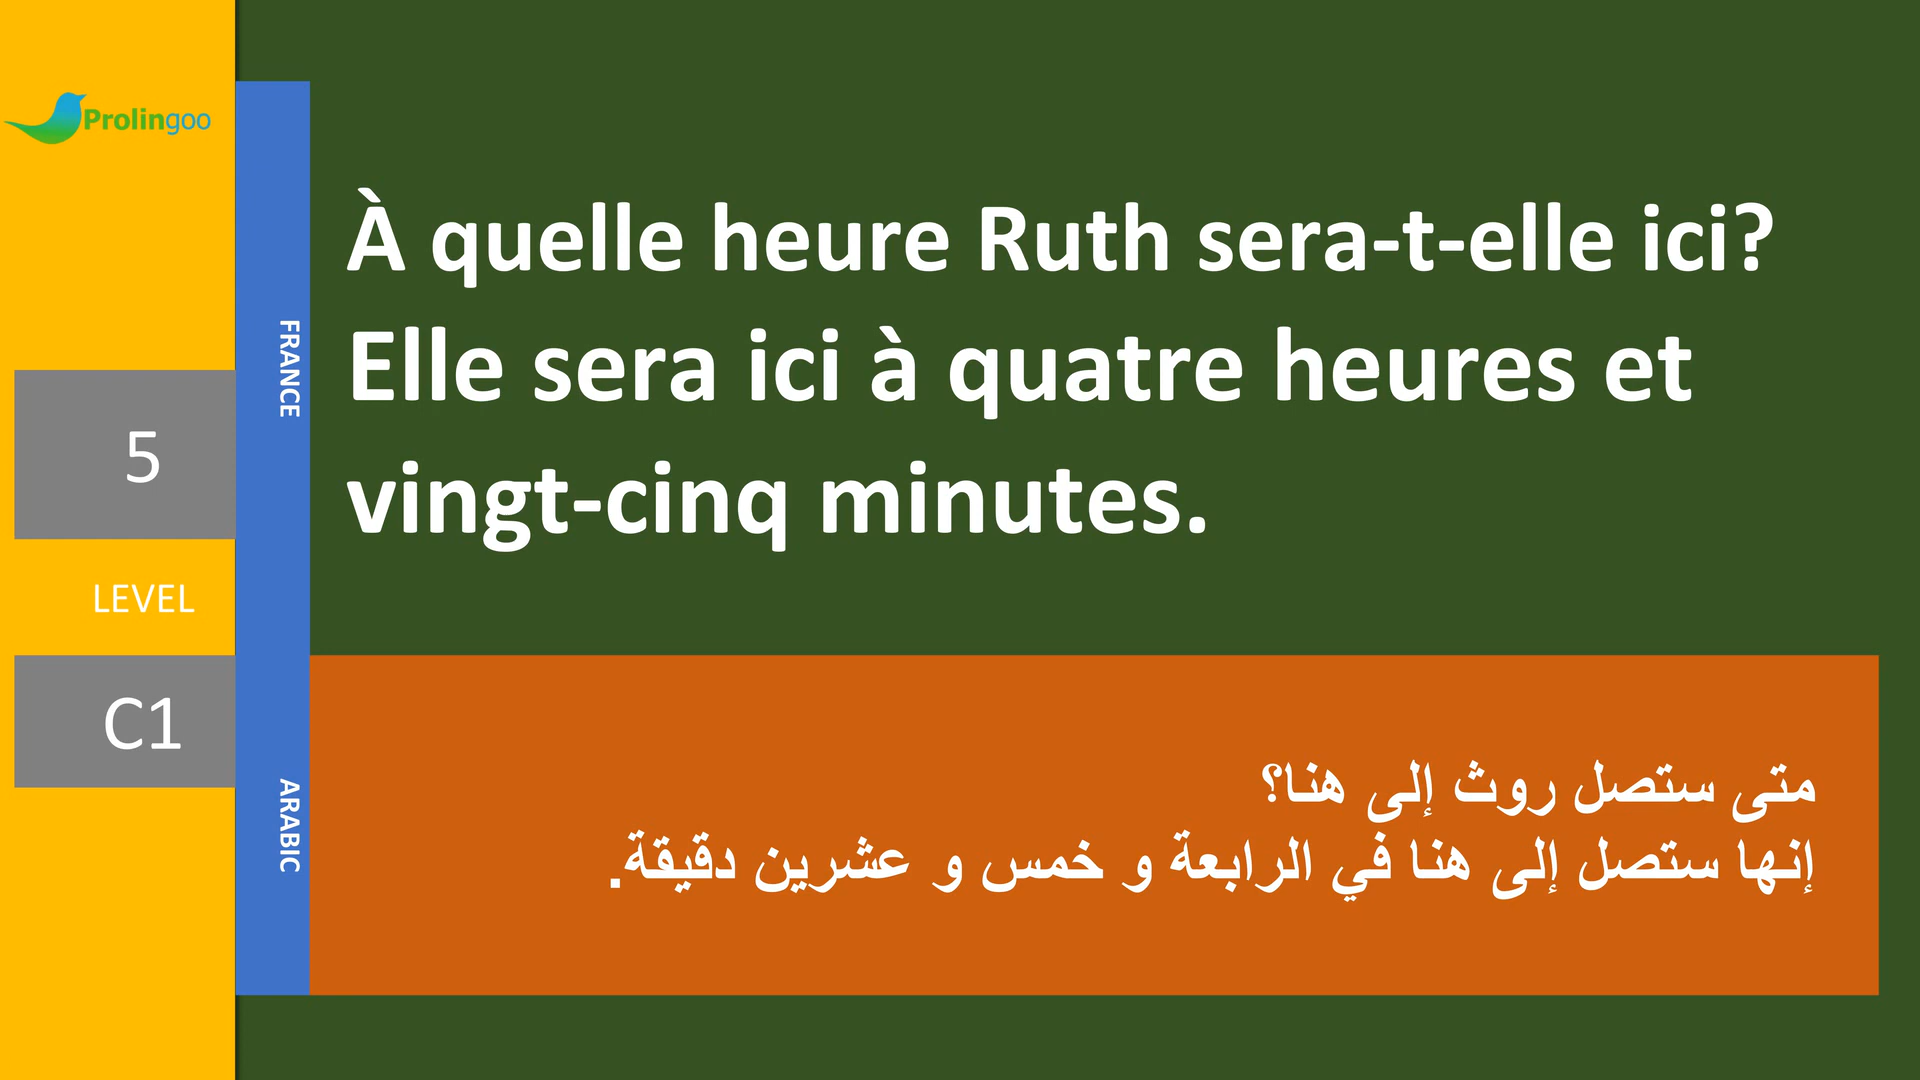 Prolingoo
FRANCE
À quelle heure Ruth sera-t-elle ici?
Elle sera ici à quatre heures et
vingt-cinq minutes.
5
LEVEL
C1
ARABIC
متى ستصل روث إلى هنا؟
إنها ستصل إلى هنا في الرابعة و خمس و عشرين دقيقة.